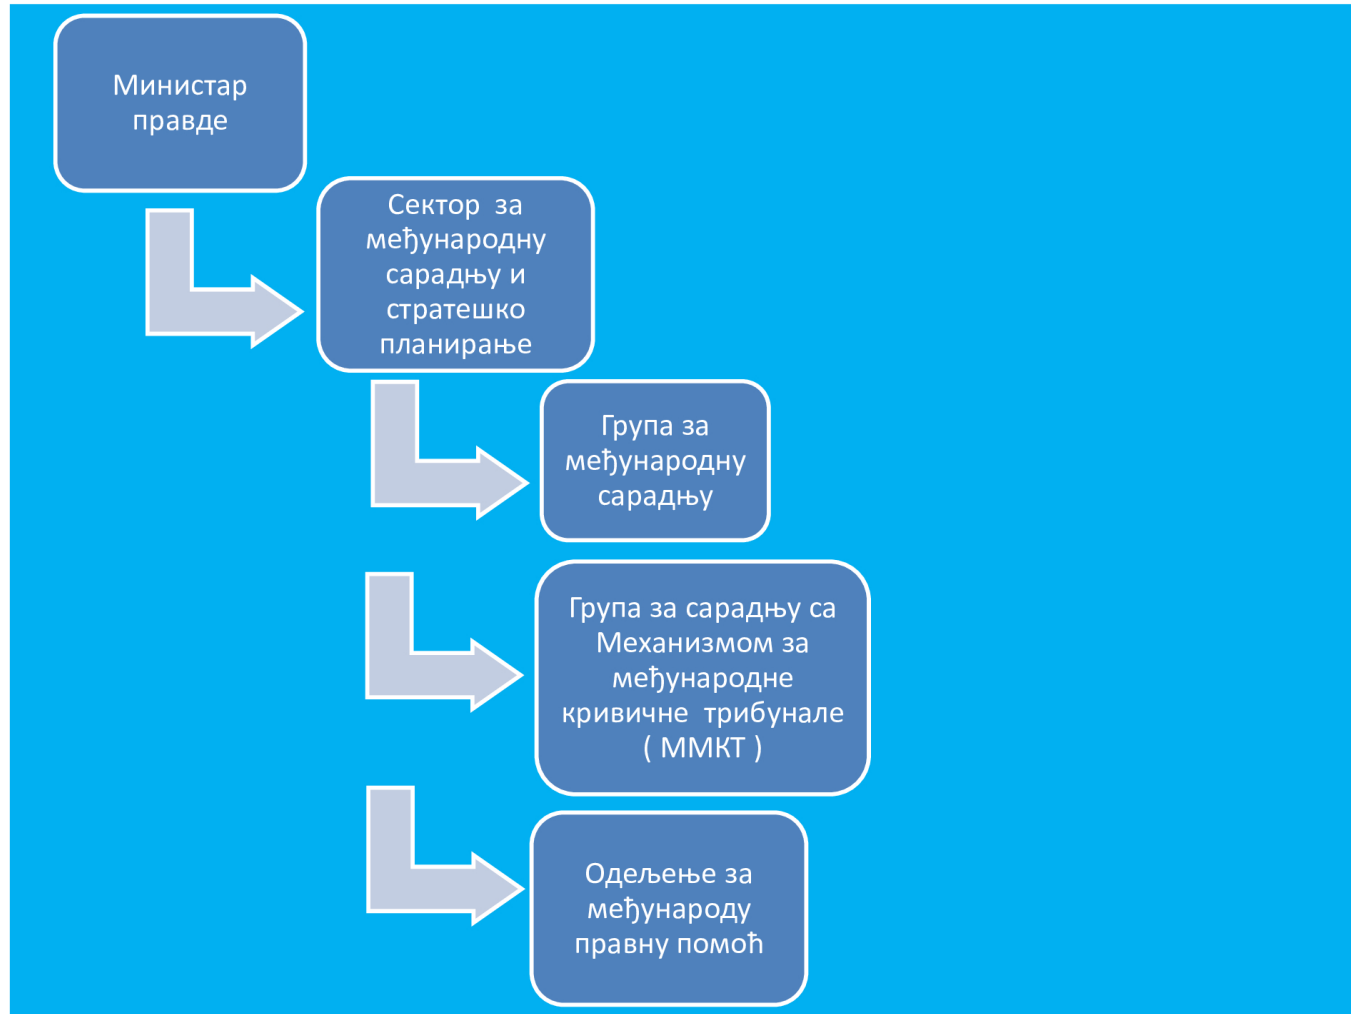 Министар
правде
Сектор за
међународну
сарадњу и
стратешко
планирање
Група за
међународну
сарадњу
Група за сарадњу са
Механизмом за
међународне
кривичне трибунале
( ММКТ )
Одељење за
међународу
правну помоћ